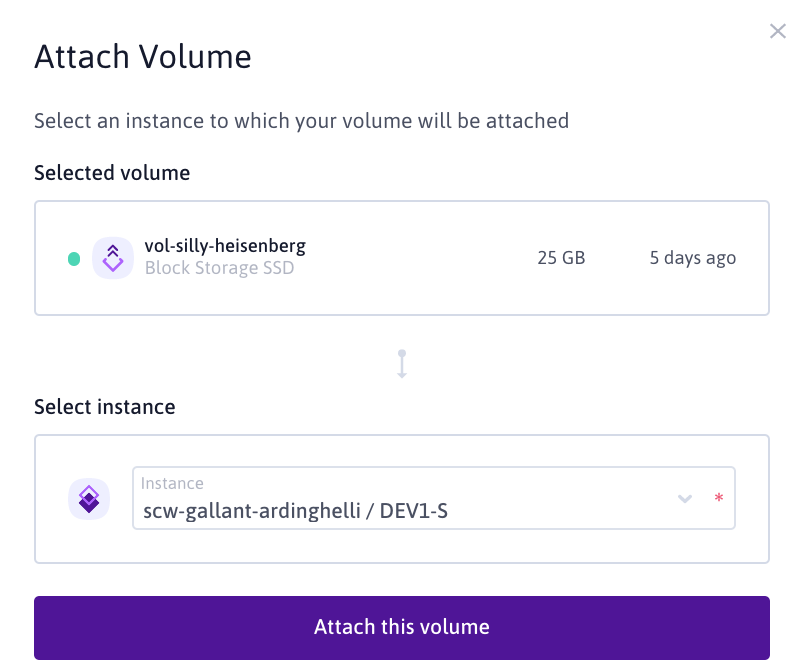 Attach Volume
Select an instance to which your volume will be attached
Selected volume
vol-silly-heisenberg
Block Storage SSD
25 GB
5 days ago
Select instance
Instance
scw-gallant-ardinghelli / DEV1-S
*
Attach this volume